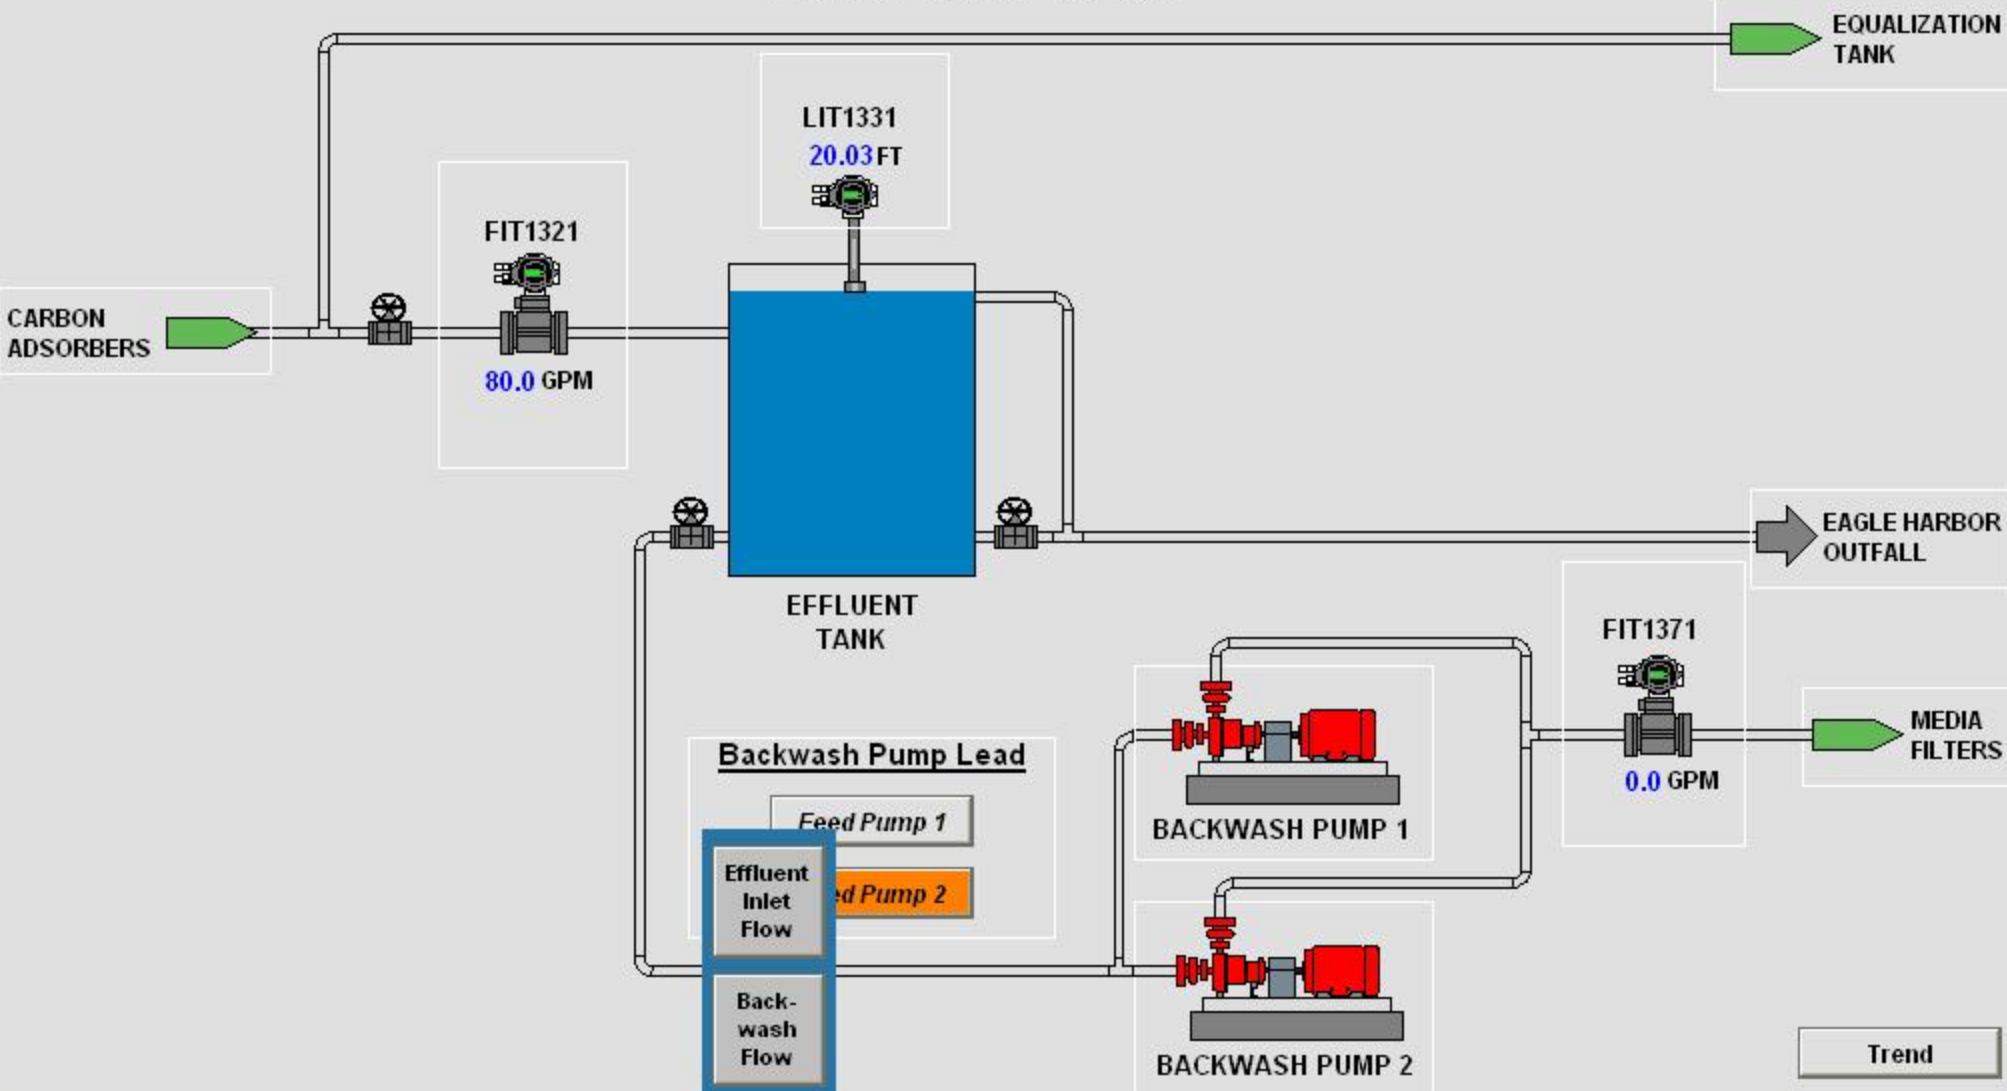 EQUALIZATION
TANK
LIT1331
20.03 FT
FIT1321
CARBON
ADSORBERS
80.0 GPM
EAGLE HARBOR
OUTFALL
EFFLUENT
TANK
FIT1371
MEDIA
FILTERS
0.0 GPM
Backwash Pump Lead
Feed Pump 1
ed Pump 2
Effluent
Inlet
Flow
Back-
wash
Flow
BACKWASH PUMP 1
BACKWASH PUMP 2
Trend